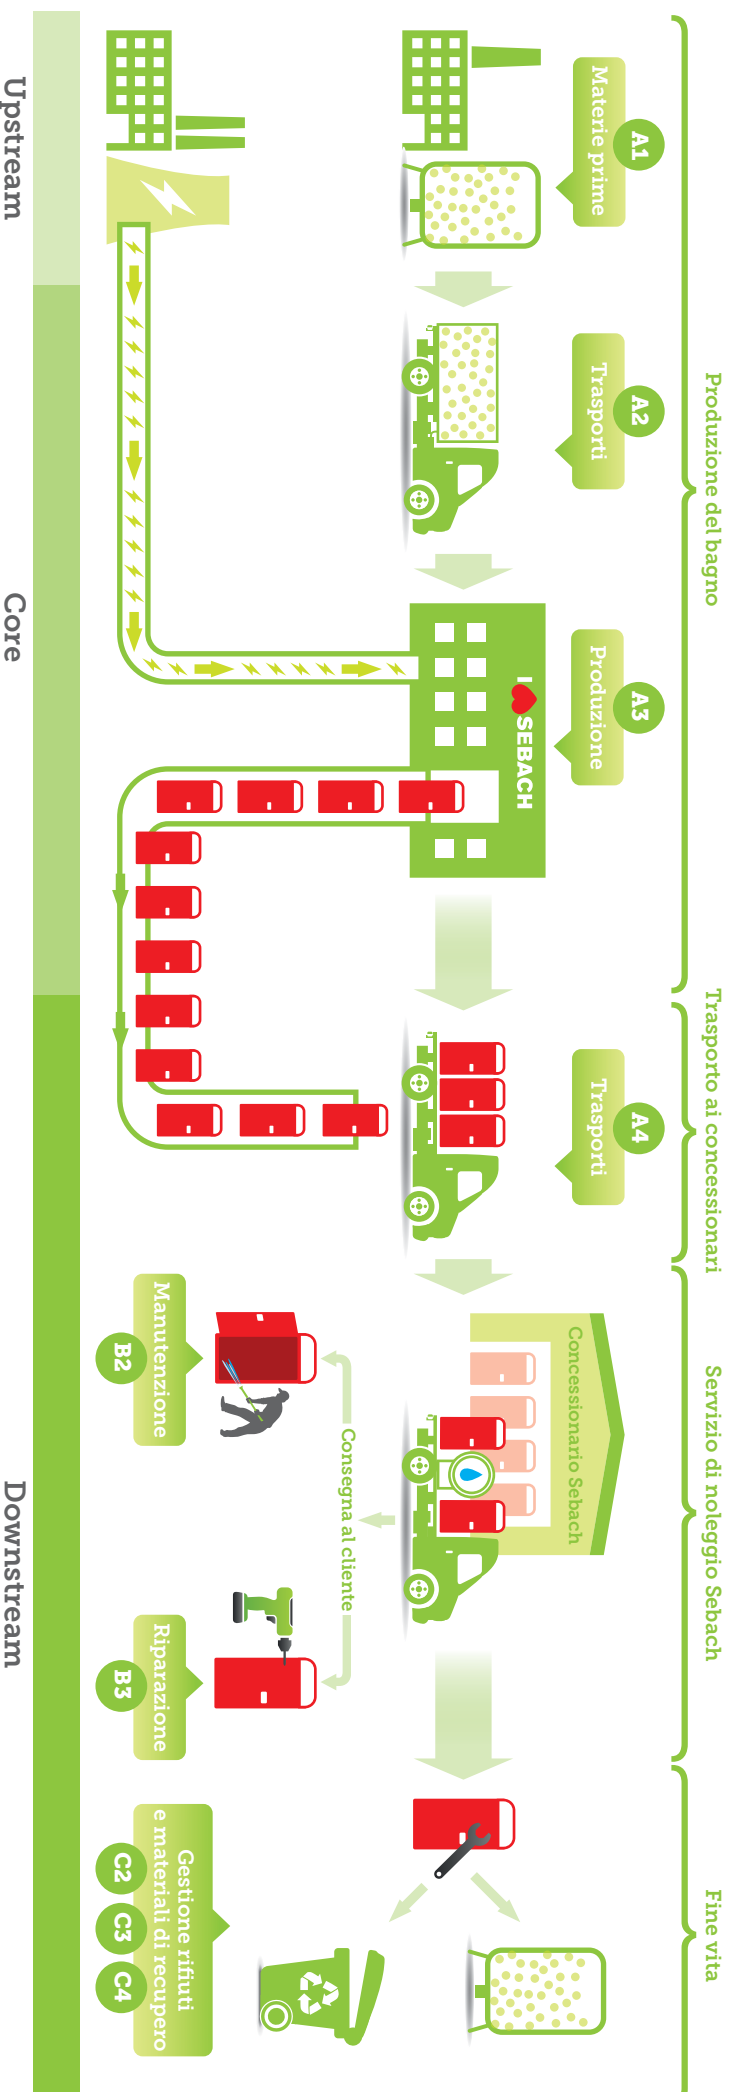 Produzione del bagno
Trasporto ai concessionari
Servizio di noleggio Sebach
Fine vita
A1
Materie prime
A2
Trasporti
A3
Produzione
A4
Trasporti
I SEBACH
Concessionario Sebach
Consegna al cliente
Manutenzione
B2
Riparazione
B3
Gestione rifiuti
e materiali di recupero
C2 C3 C4
Upstream
Core
Downstream